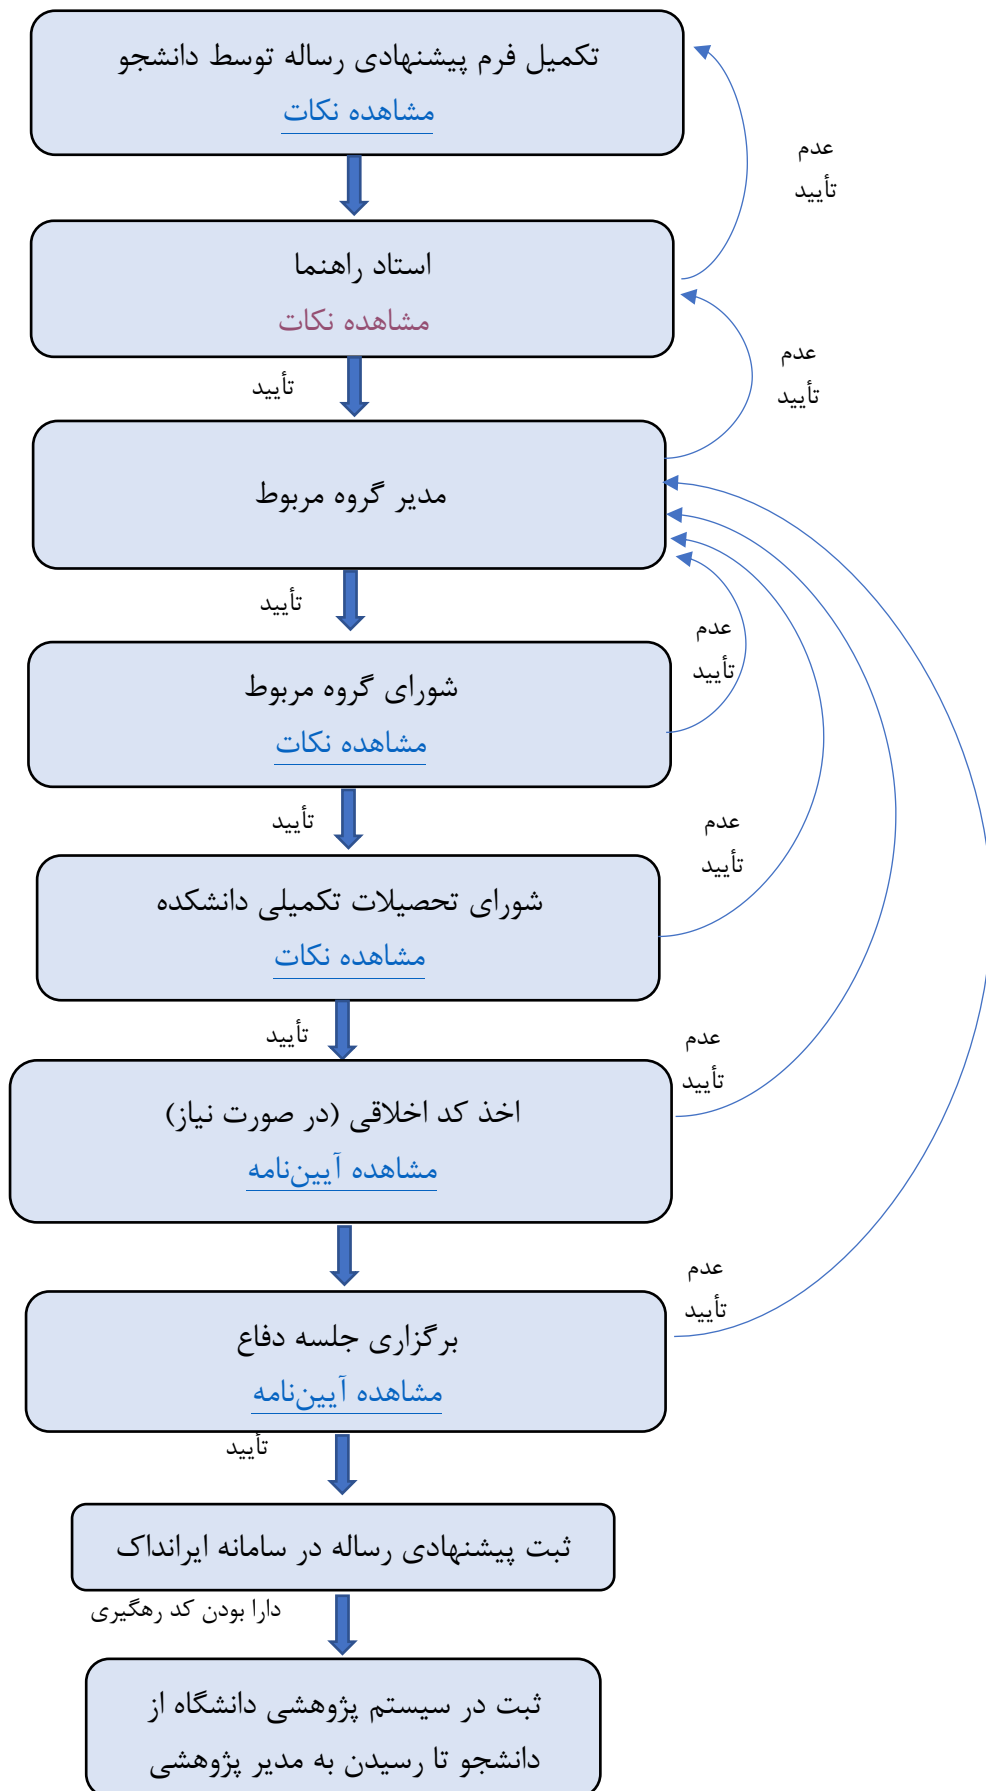 تکمیل فرم پیشنهادی رساله توسط دانشجو
مشاهده نکات
عدم
تأیید
استاد راهنما
مشاهده نکات
عدم
تأیید
تأیید
مدیر گروه مربوط
تأیید
عدم
تأیید
شورای گروه مربوط
مشاهده نکات
تأیید
عدم
تأیید
شورای تحصیلات تکمیلی دانشکده
مشاهده نکات
تأیید
عدم
تأیید
اخذ کد اخلاقی (در صورت نیاز)
مشاهده آیین‌نامه
عدم
تأیید
برگزاری جلسه دفاع
مشاهده آیین‌نامه
تأیید
ثبت پیشنهادی رساله در سامانه ایرانداک
دارا بودن کد رهگیری
ثبت در سیستم پژوهشی دانشگاه از
دانشجو تا رسیدن به مدیر پژوهشی